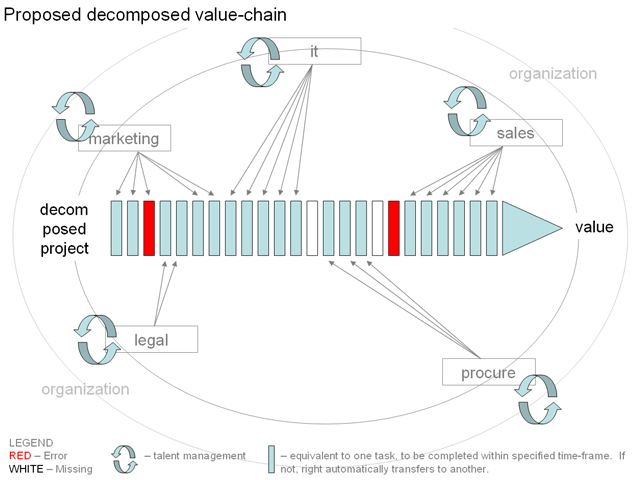 Proposed decomposed value-chain
it
organization
marketing
sales
decom
posed
project
value
legal
procure
organization
LEGEND
RED – Error
WHITE – Missing
– talent management
– equivalent to one task, to be completed within specified time-frame. If
not, right automatically transfers to another.